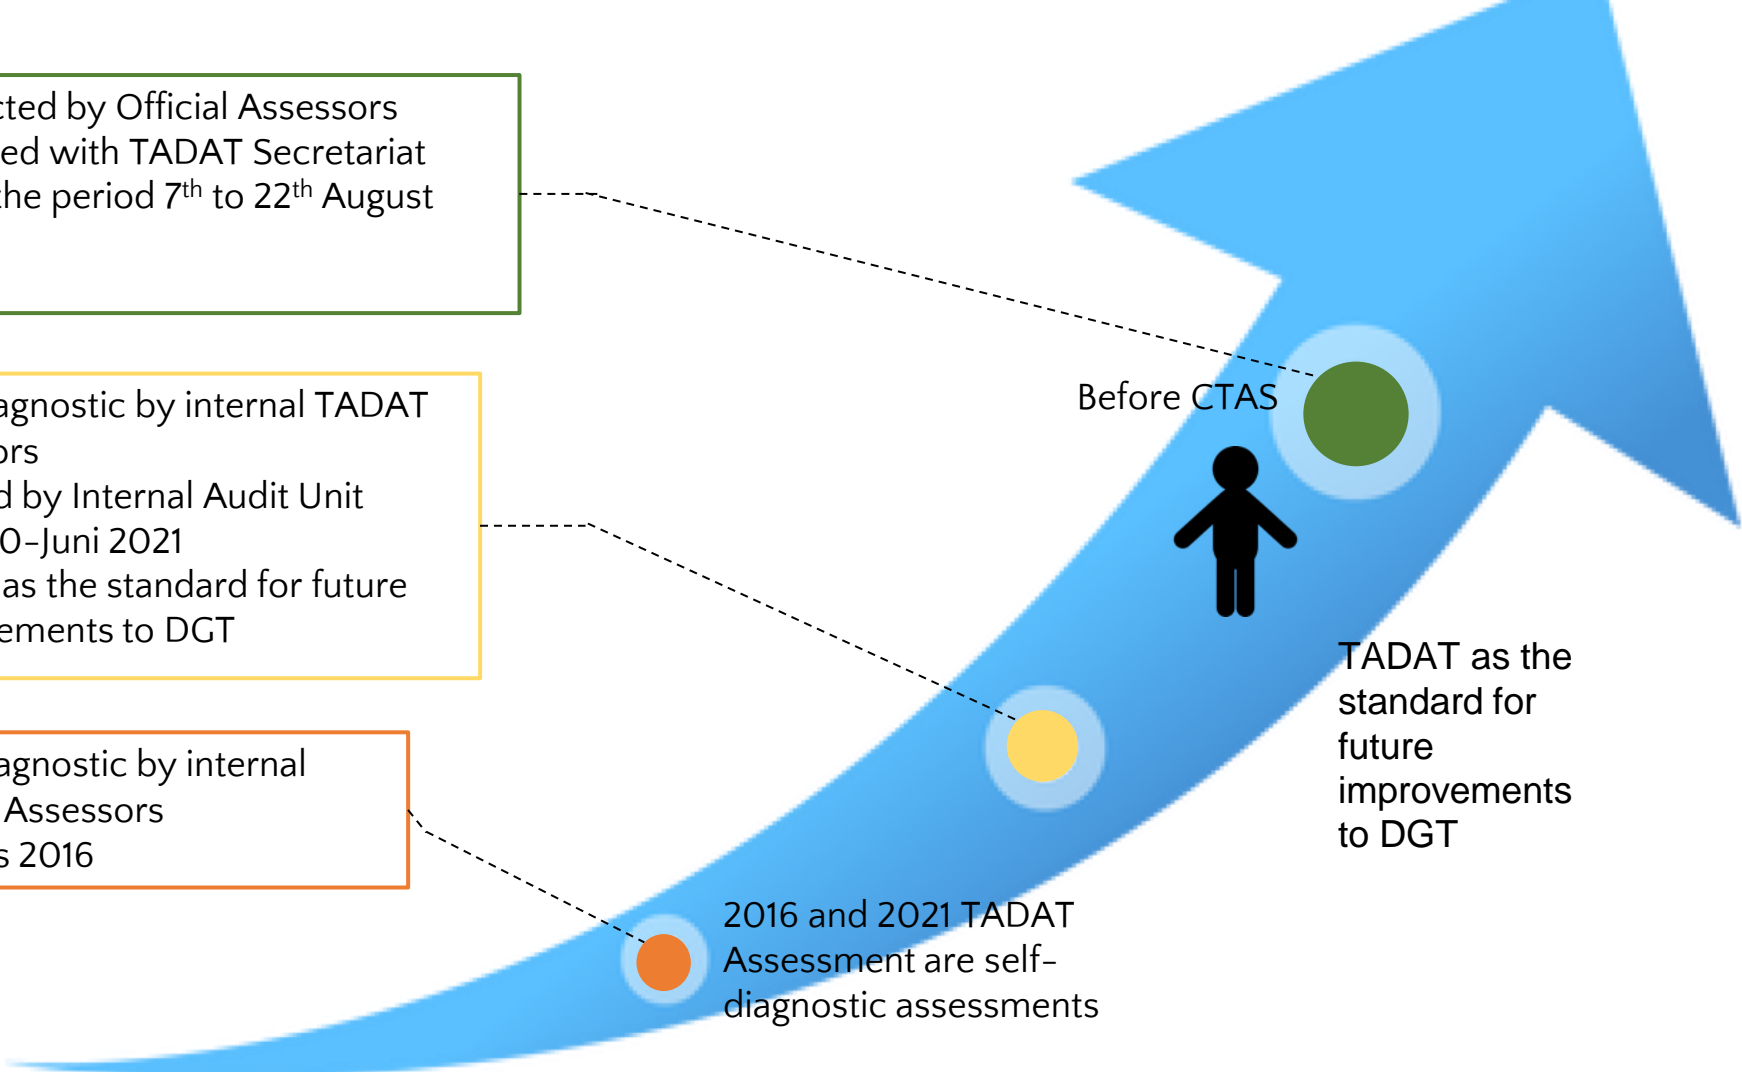 cted by Official Assessors
ed with TADAT Secretariat
the period 7th to 22th August
Before CTAS
agnostic by internal TADAT
ors
d by Internal Audit Unit
0-Juni 2021
as the standard for future
ements to DGT
TADAT as the
standard for
future
improvements
to DGT
agnostic by internal
Assessors
s 2016
2016 and 2021 TADAT
Assessment are self-
diagnostic assessments